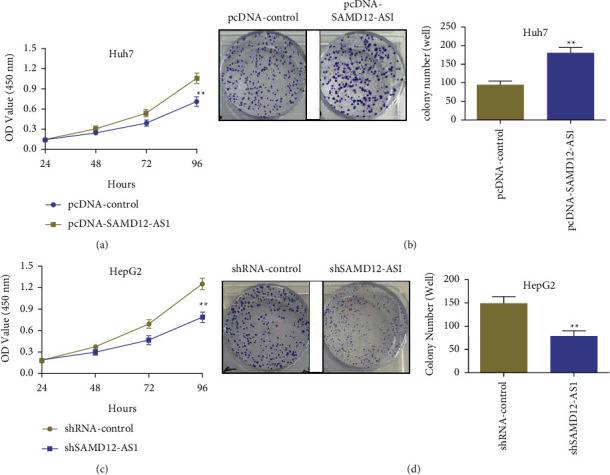 Huh7
OD Value (450 nm)
1.5
1.2
0.9
0.6
0.3
0.0
**
24 48 72 96
Hours
pcDNA-control
pcDNA-SAMD12-AS1
(a)
pcDNA-control
pcDNA-
SAMD12-ASI
Huh7
colony number (well)
250
200
150
100
50
0
**
pcDNA-control
pcDNA-SAMD12-AS1
(b)
HepG2
OD Value (450 nm)
1.5
1.2
0.9
0.6
0.3
0.0
**
24 48 72 96
Hours
shRNA-control
shSAMD12-AS1
(c)
shRNA-control
shSAMD12-ASI
HepG2
Colony Number (Well)
200
150
100
50
0
**
shRNA-control
shSAMD12-AS1
(d)